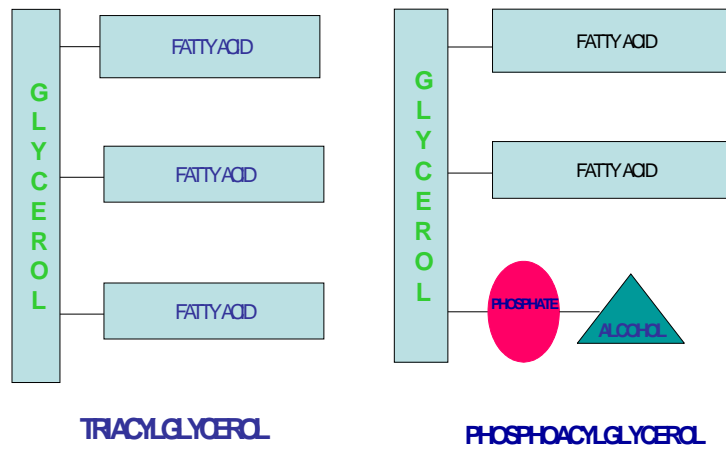 GLYCEROL
FATTY ACID
FATTY ACID
FATTY ACID
TRIACYLGLYCEROL
GLYCEROL
FATTY ACID
FATTY ACID
PHOSPHATE
ALCOHOL
PHOSPHOACYLGLYCEROL